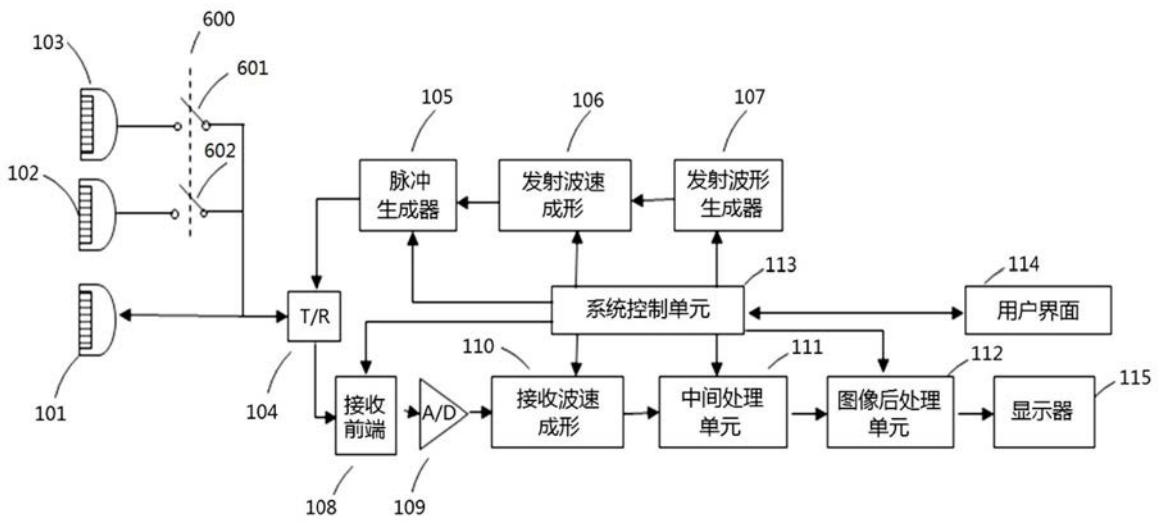 600
103
601
105
106
107
602
102
脉冲
生成器
发射波速
成形
发射波形
生成器
113
114
系统控制单元
用户界面
T/R
101
104
110
111
112
115
接收
前端
A/D
接收波速
成形
中间处理
单元
图像后处理
单元
显示器
108
109